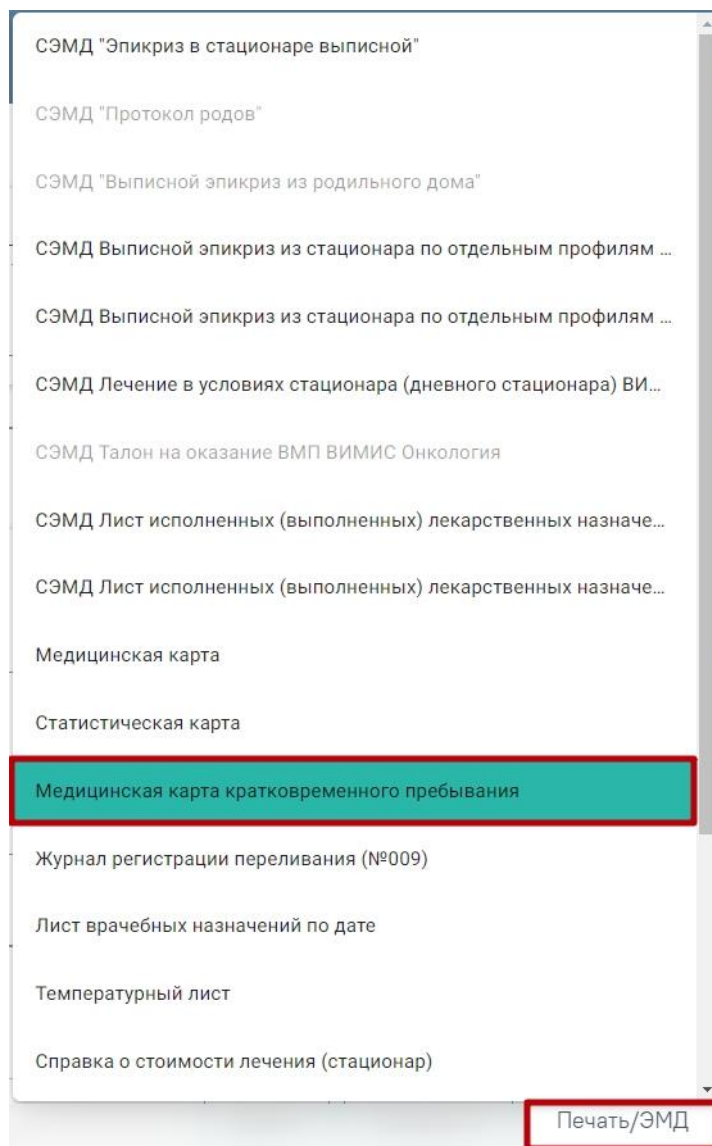 СЭМД "Эпикриз в стационаре выписной"
СЭМД "Протокол родов"
СЭМД "Выписной эпикриз из родильного дома"
СЭМД Выписной эпикриз из стационара по отдельным профилям ...
СЭМД Выписной эпикриз из стационара по отдельным профилям ...
СЭМД Лечение в условиях стационара (дневного стационара) ВИ...
СЭМД Талон на оказание ВМП ВИМИС Онкология
СЭМД Лист исполненных (выполненных) лекарственных назначе...
СЭМД Лист исполненных (выполненных) лекарственных назначе...
Медицинская карта
Статистическая карта
Медицинская карта кратковременного пребывания
Журнал регистрации переливания (№009)
Лист врачебных назначений по дате
Температурный лист
Справка о стоимости лечения (стационар)
Печать/ЭМД